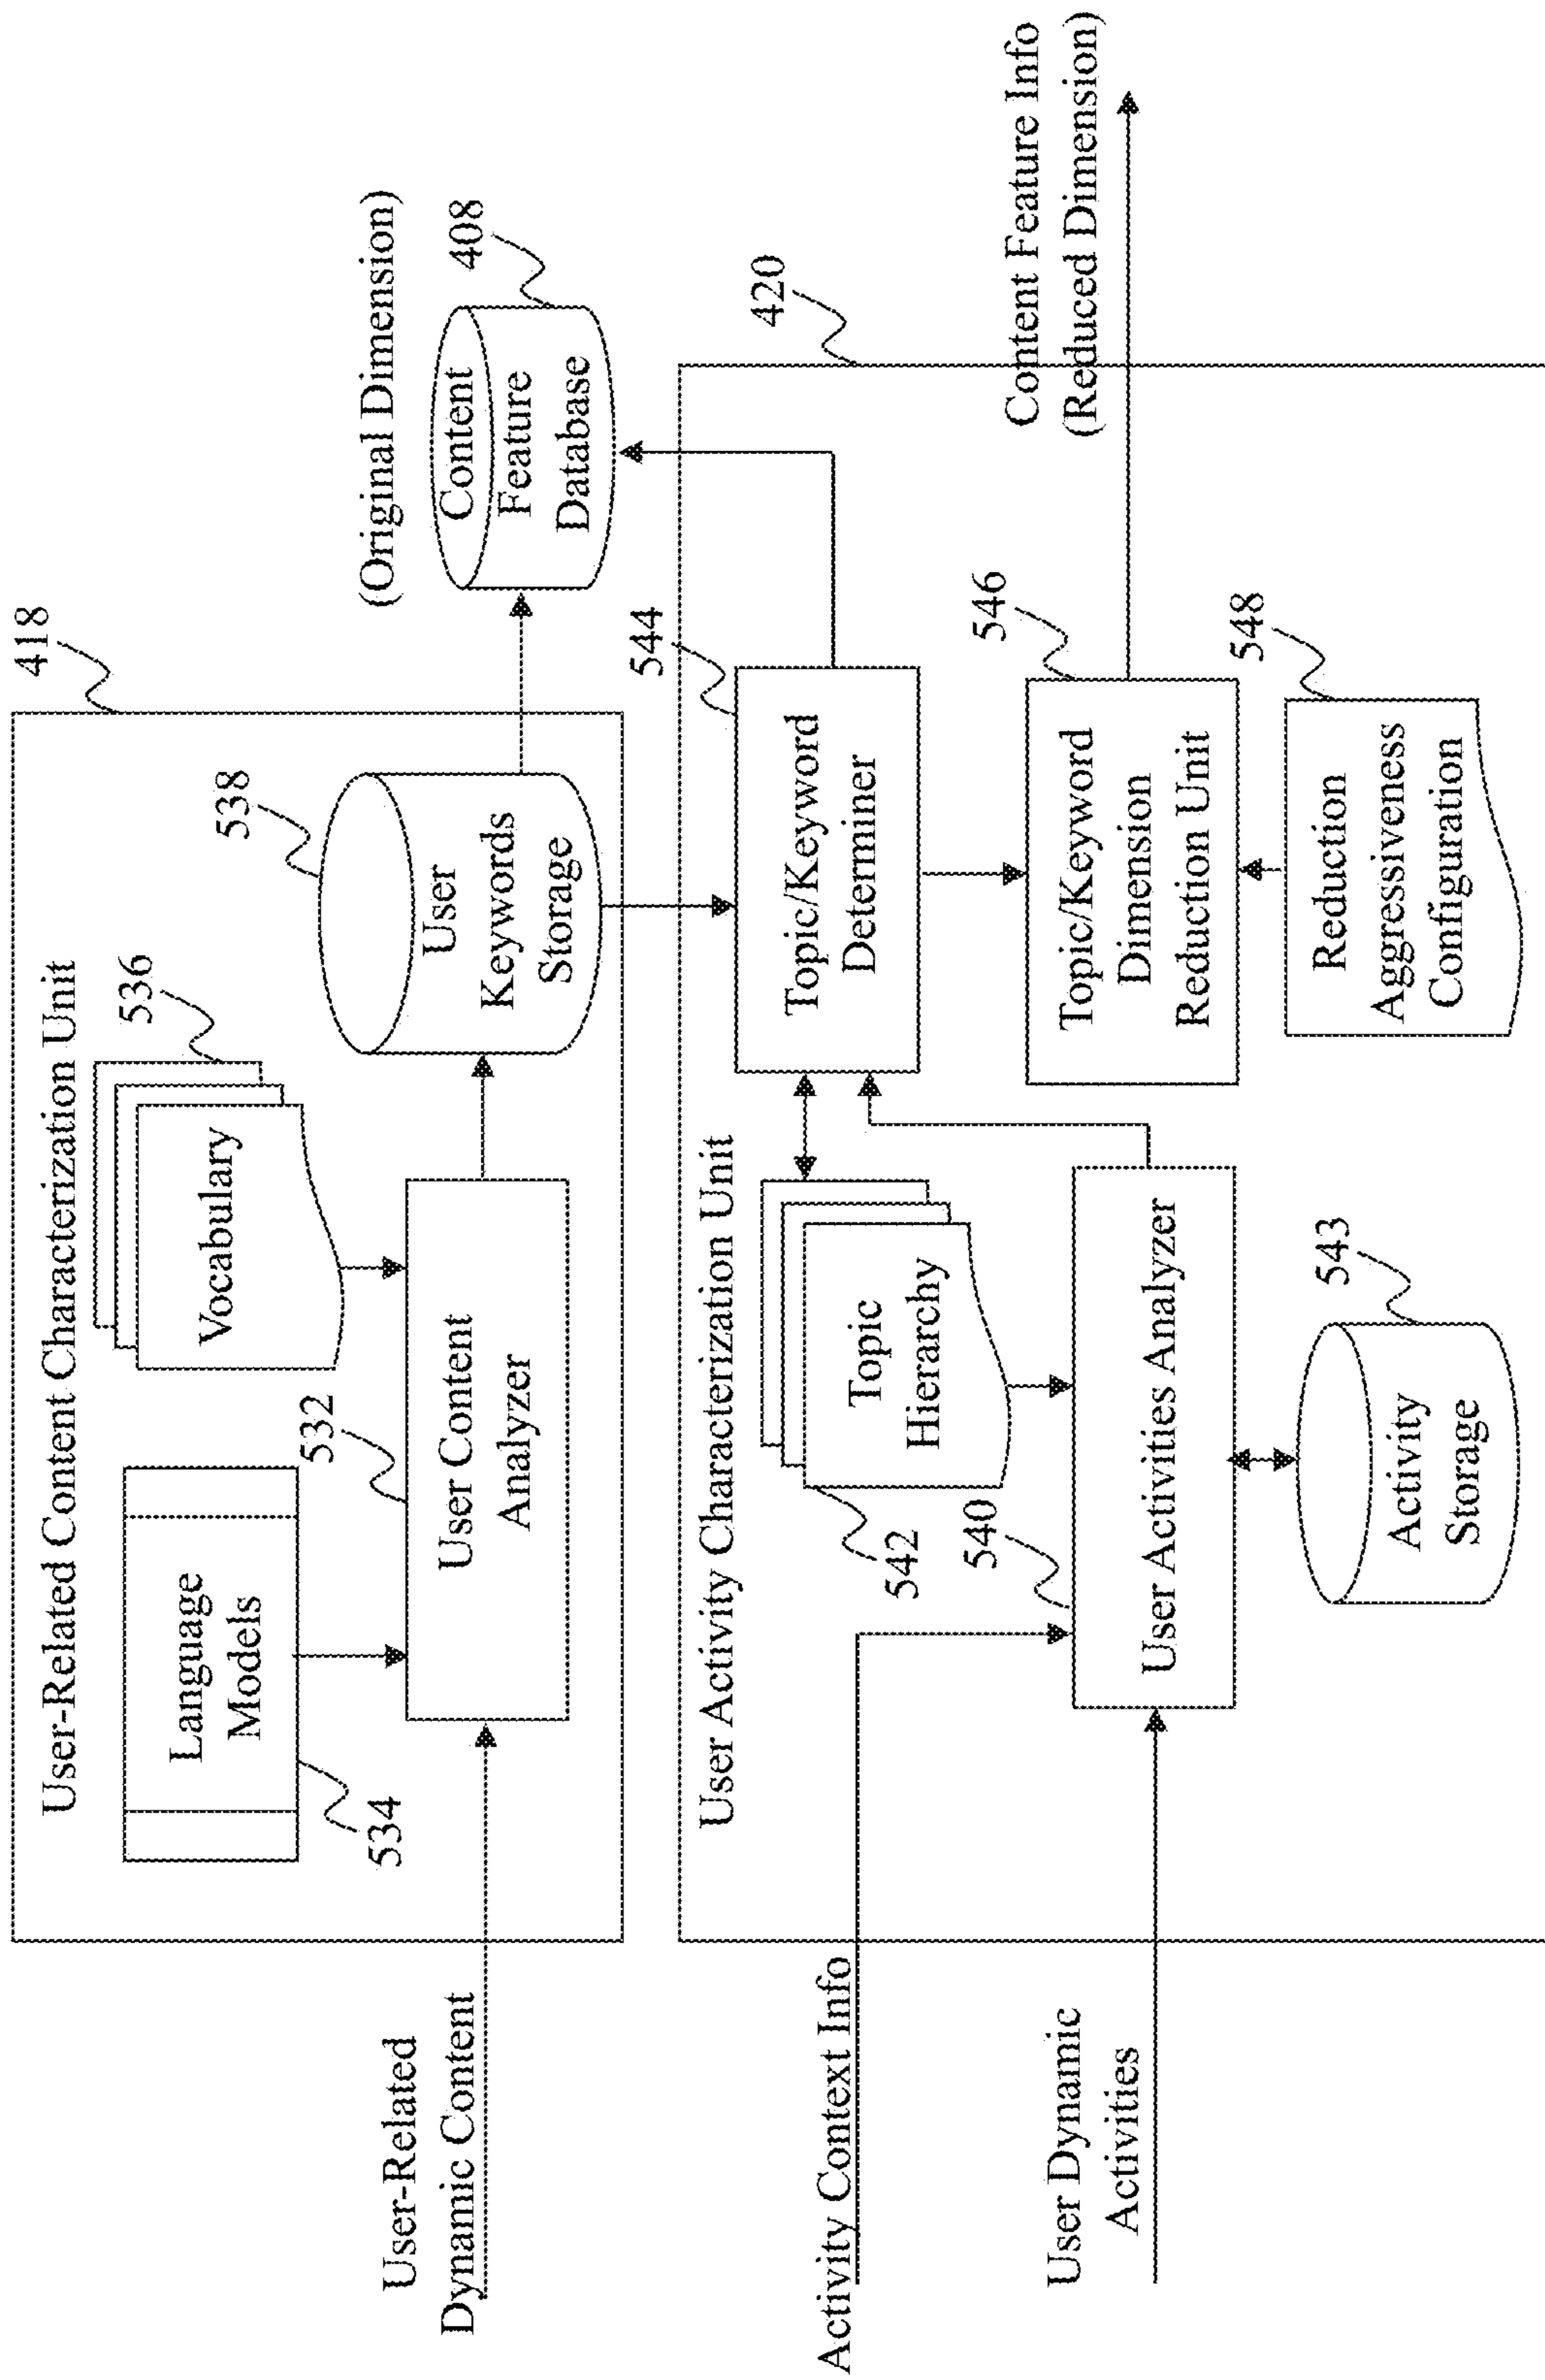 User-Related Content Characterization Unit
418
Language
Models
534
Vocabulary
536
538
532
User Content
Analyzer
User
Keywords
Storage
User-Related
Dynamic Content
(Original Dimension)
408
Content
Feature
Database
User Activity Characterization Unit
420
544
Topic/Keyword
Determiner
Topic
Hierarchy
542
540
Activity Context Info
User Dynamic
Activities
User Activities Analyzer
543
Activity
Storage
546
Topic/Keyword
Dimension
Reduction Unit
548
Reduction
Aggressiveness
Configuration
Content Feature Info
(Reduced Dimension)